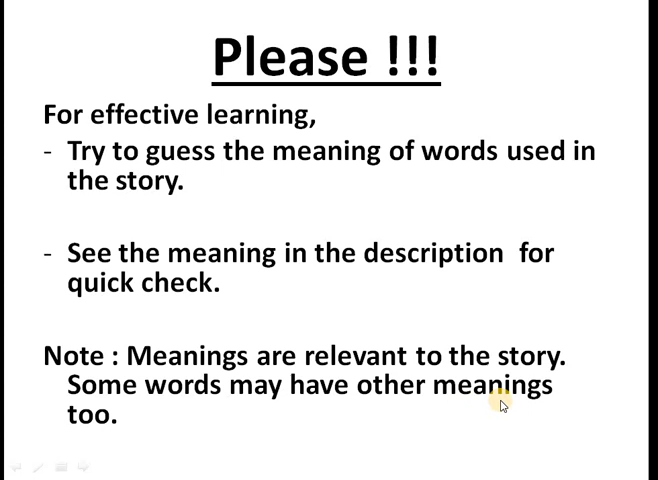 Please !!!
For effective learning,
- Try to guess the meaning of words used in
the story.
- See the meaning in the description for
quick check.
Note : Meanings are relevant to the story.
Some words may have other meanings
too.